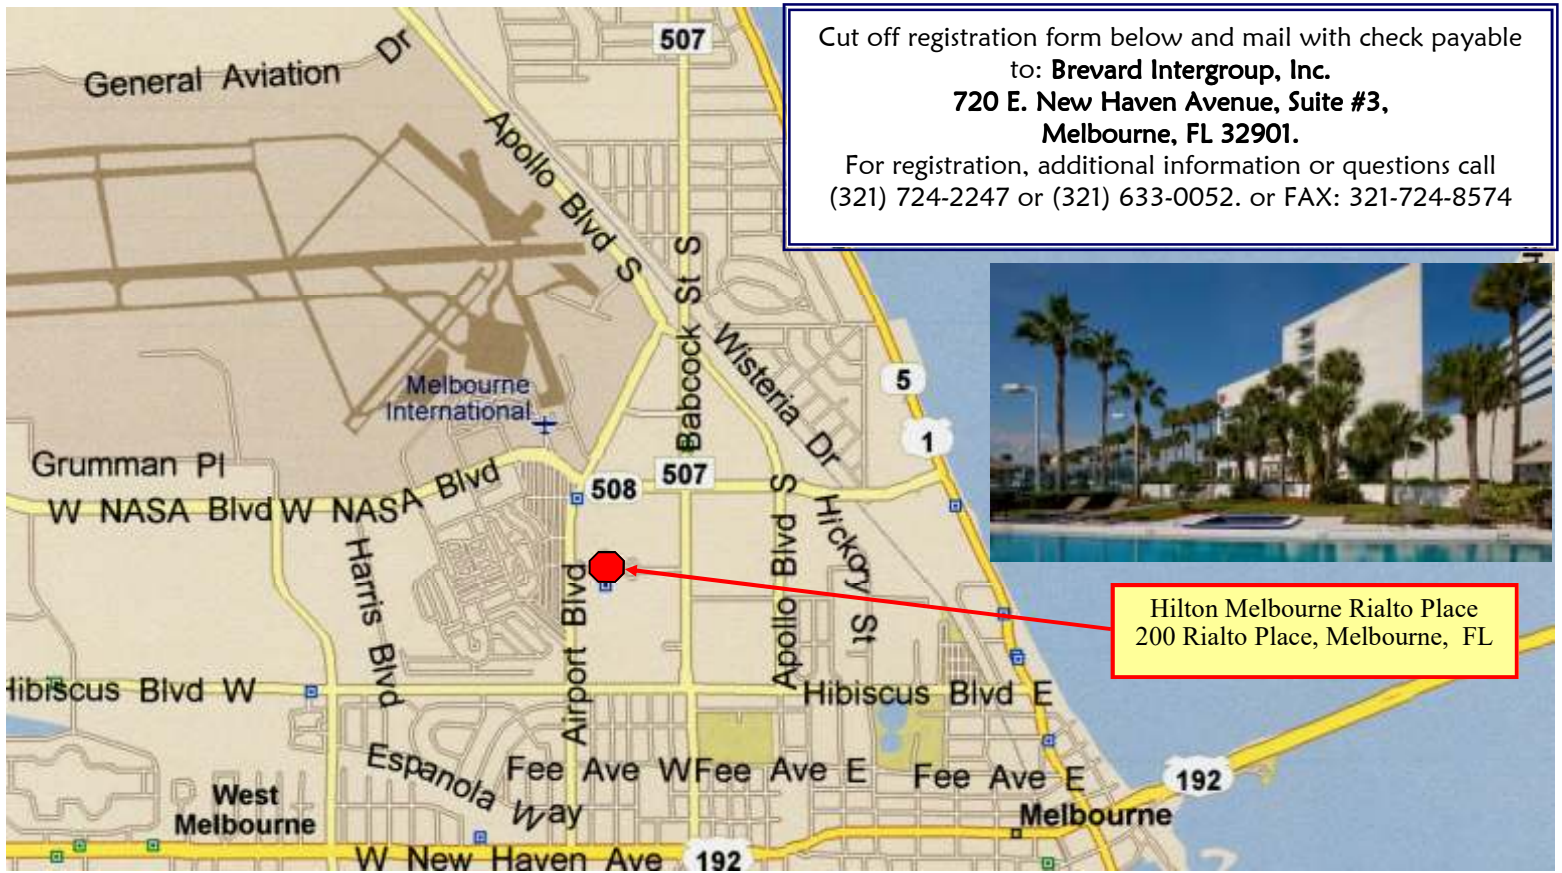 Cut off registration form below and mail with check payable
to: Brevard Intergroup, Inc.
720 E. New Haven Avenue, Suite #3,
Melbourne, FL 32901.
For registration, additional information or questions call
(321) 724-2247 or (321) 633-0052. or FAX: 321-724-8574
General Aviation Dr
507
Apollo Blvd S
Babcock St S
Wisteria Dr
5
1
Melbourne
International
Grumman Pl
W NASA Blvd
W NASA Blvd
508
507
Harris Blvd
Airport Blvd
Apollo Blvd S
Hickory St
Hilton Melbourne Rialto Place
200 Rialto Place, Melbourne, FL
Hibiscus Blvd W
Hibiscus Blvd E
Espanola Way
Fee Ave W
Fee Ave E
Fee Ave E
192
West
Melbourne
Melbourne
W New Haven Ave
192